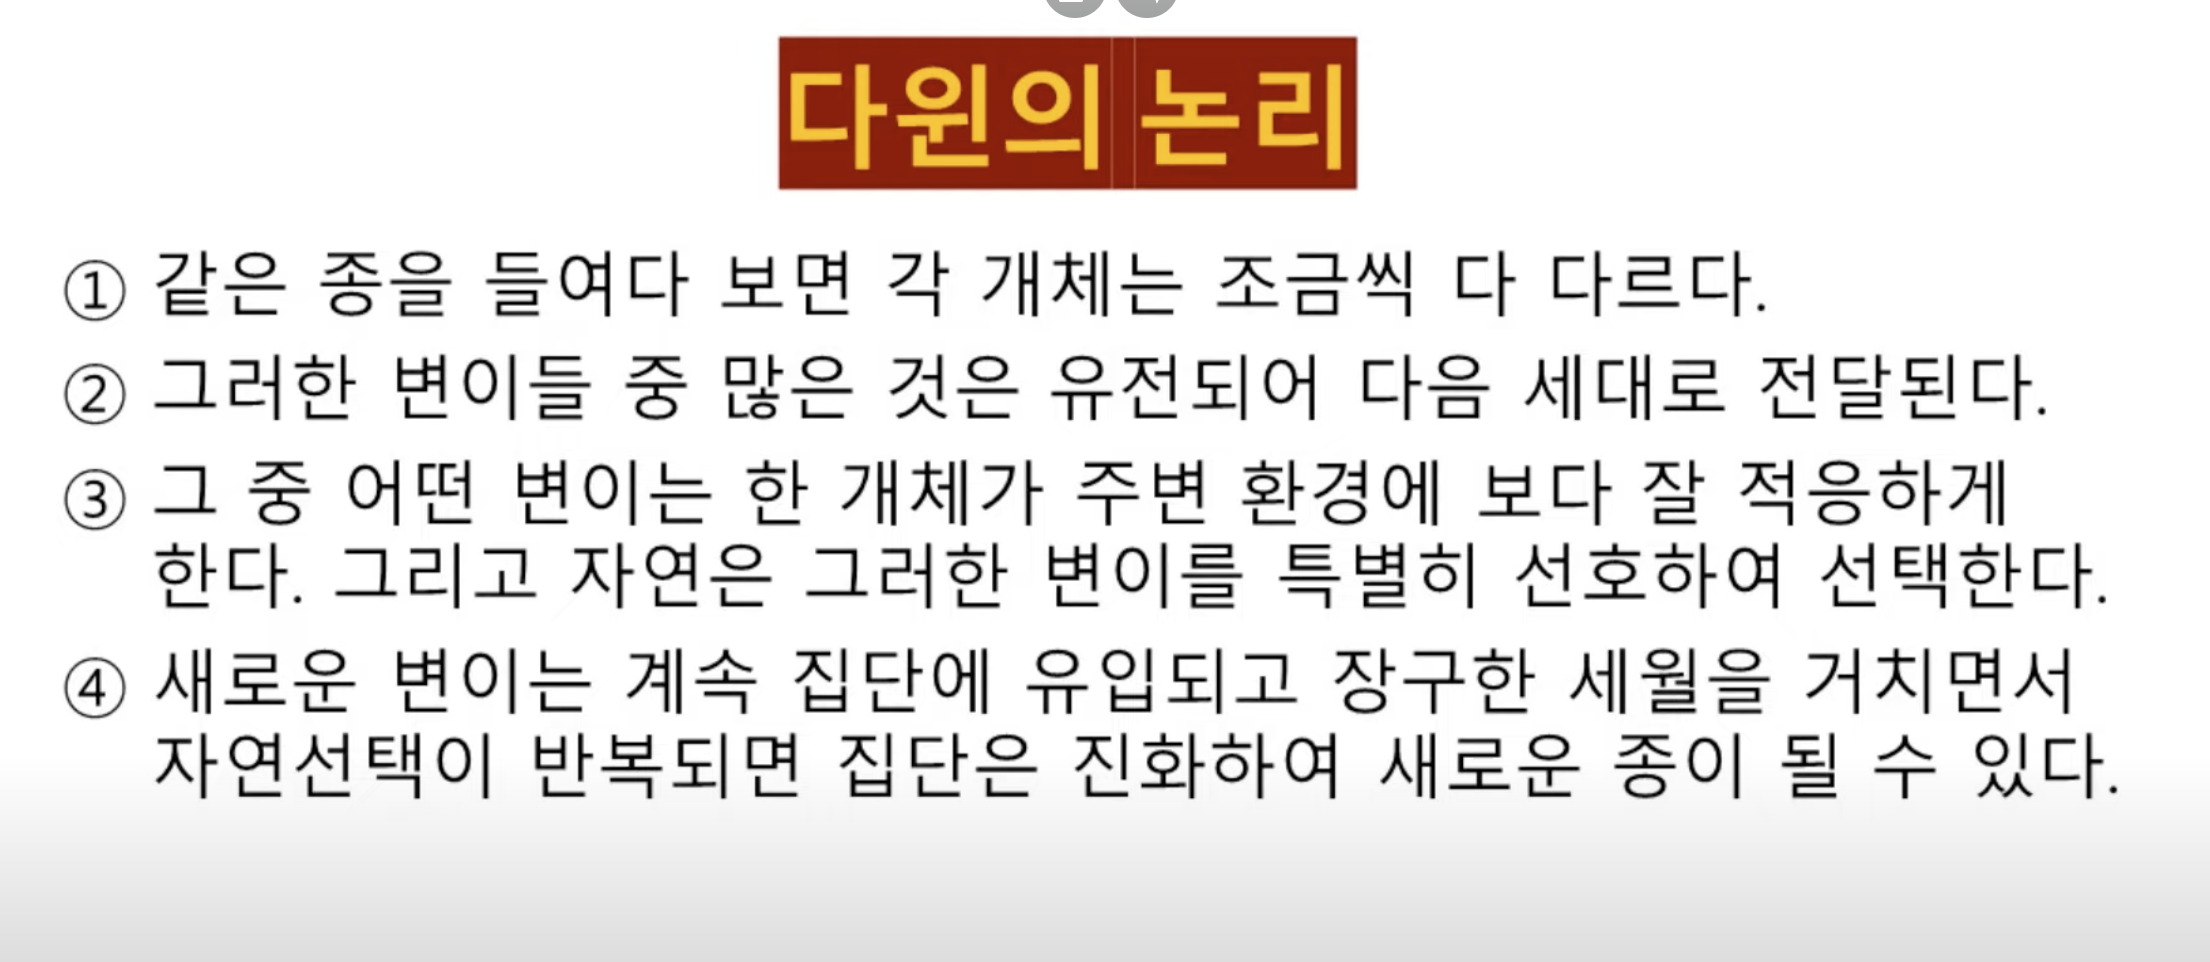 다윈의 논리
① 같은 종을 들여다 보면 각 개체는 조금씩 다 다르다.
② 그러한 변이들 중 많은 것은 유전되어 다음 세대로 전달된다.
③ 그 중 어떤 변이는 한 개체가 주변 환경에 보다 잘 적응하게
한다. 그리고 자연은 그러한 변이를 특별히 선호하여 선택한다.
④ 새로운 변이는 계속 집단에 유입되고 장구한 세월을 거치면서
자연선택이 반복되면 집단은 진화하여 새로운 종이 될 수 있다.